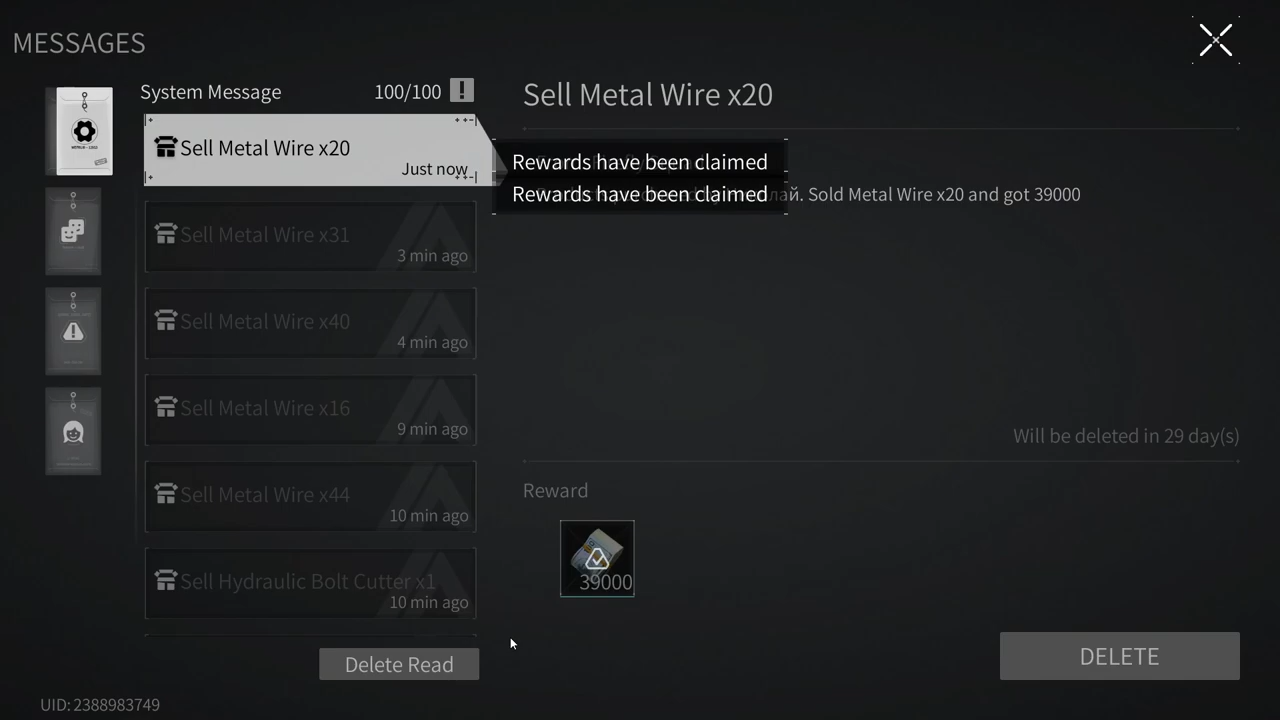 MESSAGES
System Message
100/100
Sell Metal Wire x20
Just now
Sell Metal Wire x31
3 min ago
Sell Metal Wire x40
4 min ago
Sell Metal Wire x16
9 min ago
Sell Metal Wire x44
10 min ago
Sell Hydraulic Bolt Cutter x1
10 min ago
Delete Read
UID: 2388983749
Sell Metal Wire x20
Rewards have been claimed
Rewards have been claimed
лай. Sold Metal Wire x20 and got 39000
Will be deleted in 29 day(s)
Reward
39000
DELETE